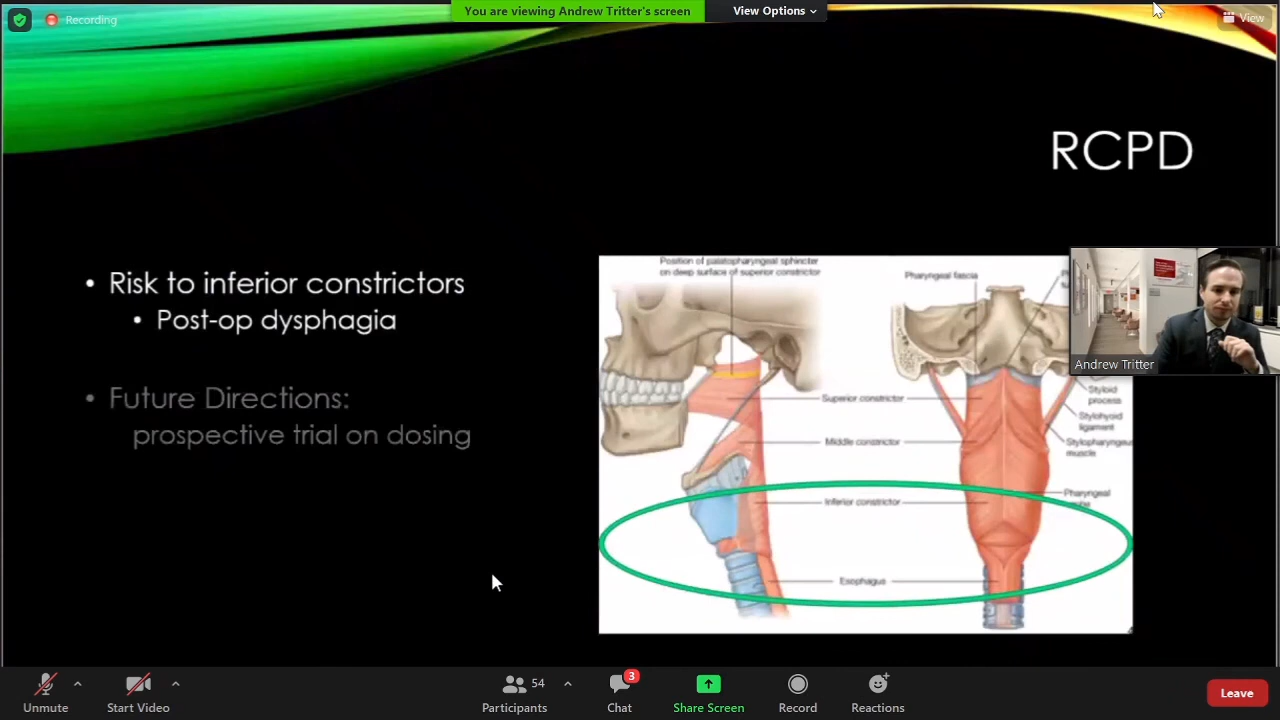 You are viewing Andrew Tritter's screen
View Options
Recording
View
RCPD
Risk to inferior constrictors
Post-op dysphagia
Future Directions:
prospective trial on dosing
Position of palatopharyngeal sphincter
on deep surface of superior constrictor
Pharyngeal fascia
Andrew Tritter
Superior constrictor
Styloid
process
Stylohyoid
ligament
Middle constrictor
Stylopharyngeus
muscle
Inferior constrictor
Pharyngeal
Esophagus
Unmute
Start Video
54
Participants
3
Chat
Share Screen
Record
Reactions
Leave